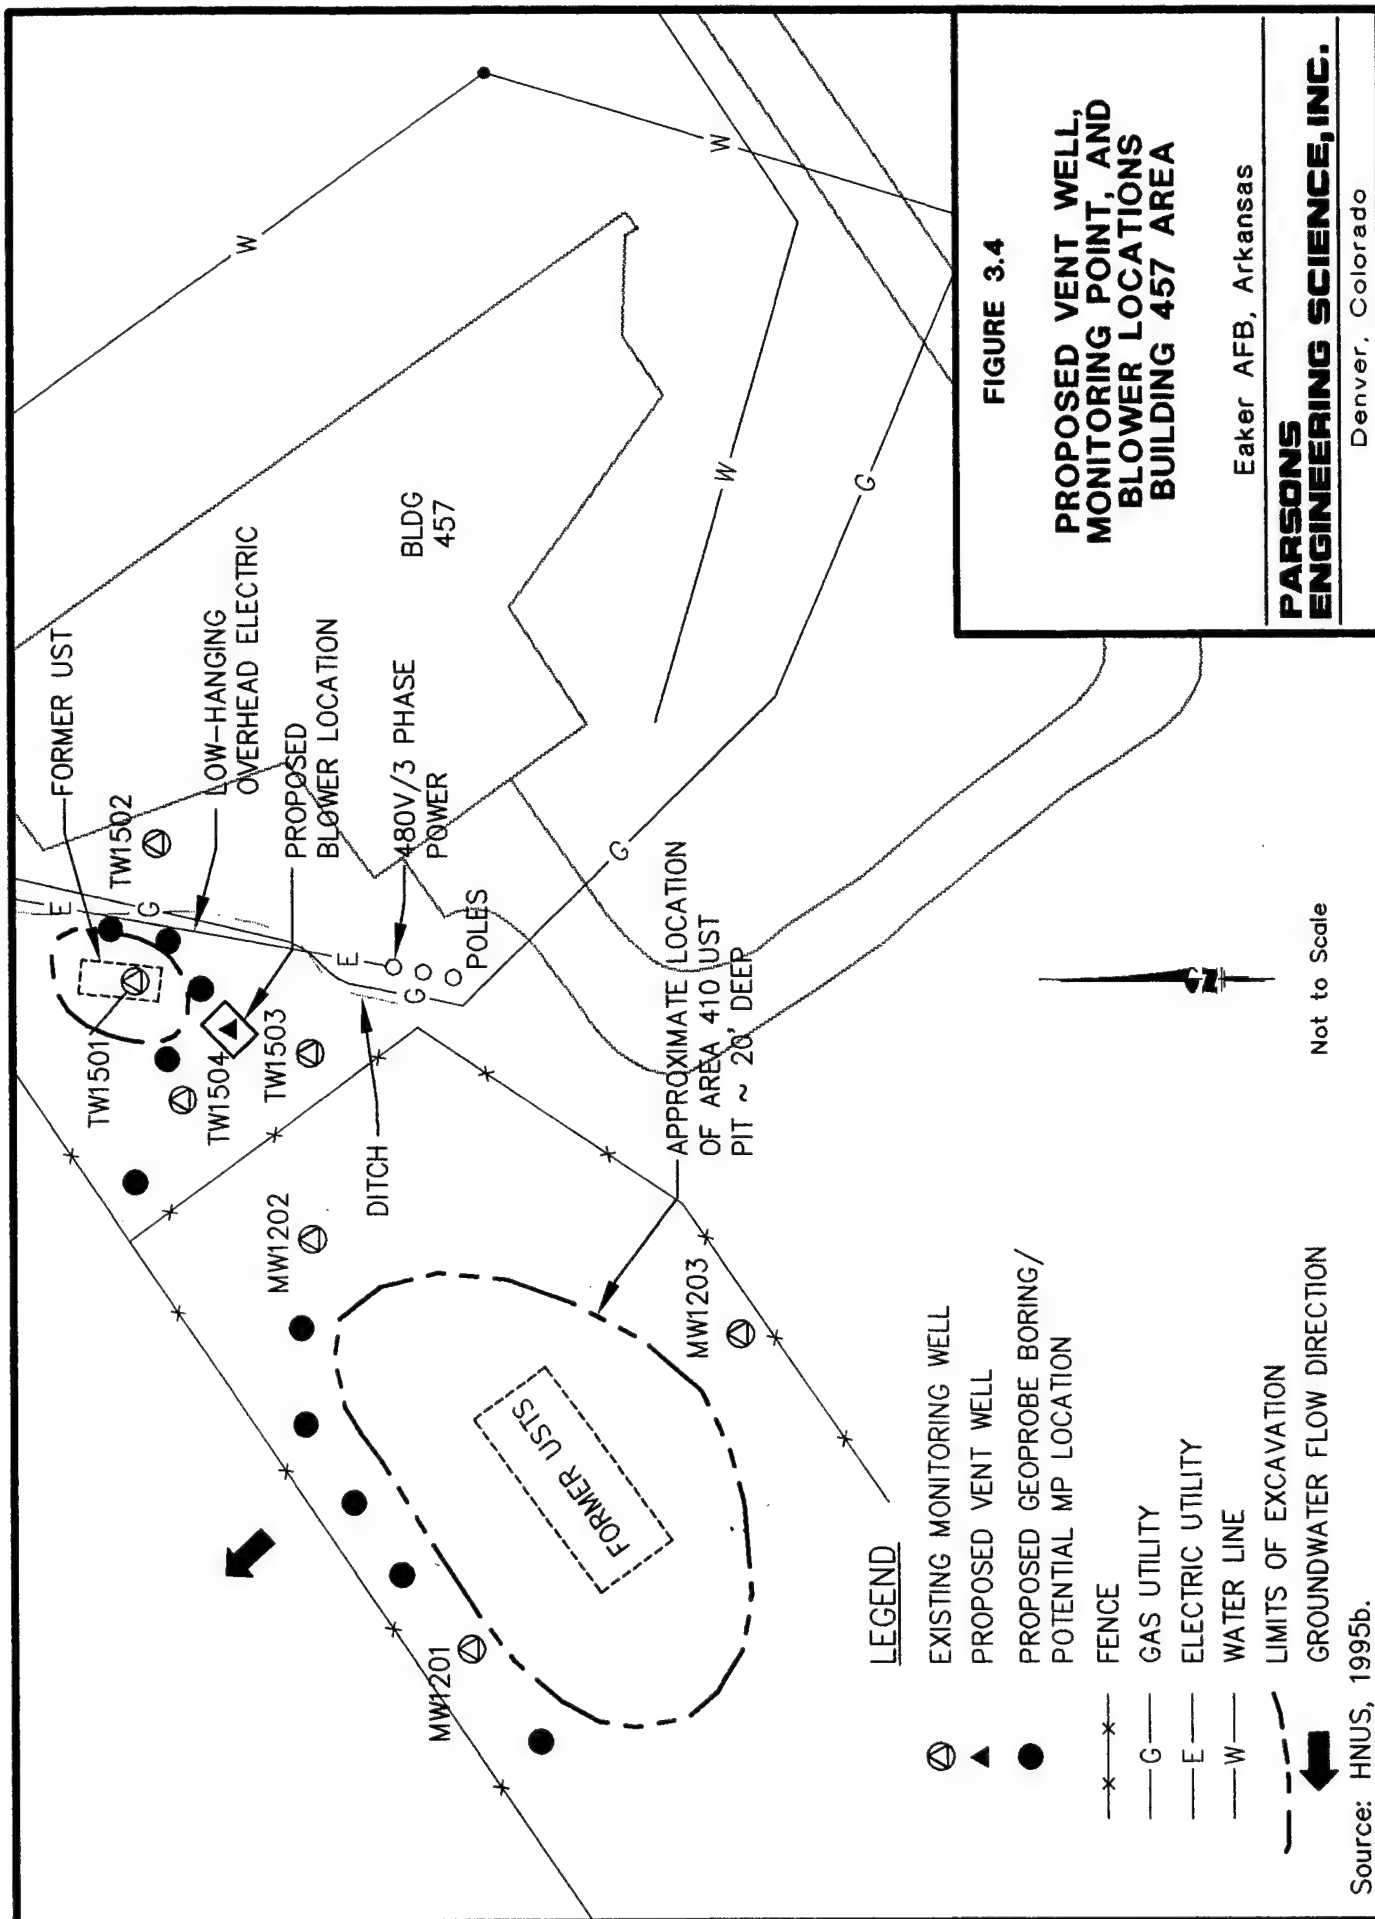 FORMER UST
LOW-HANGING
OVERHEAD ELECTRIC
PROPOSED
BLOWER LOCATION
480V/3 PHASE
POWER
BLDG
457
TW1502
TW1501
TW1504
TW1503
E
G
E
G
G
G
W
W
W
POLES
DITCH
APPROXIMATE LOCATION
OF AREA 410 UST
PIT ~ 20' DEEP
MW1202
MW1203
MW1201
FORMER USTS
N
Not to Scale
LEGEND
EXISTING MONITORING WELL
PROPOSED VENT WELL
PROPOSED GEOPROBE BORING/
POTENTIAL MP LOCATION
FENCE
G GAS UTILITY
E ELECTRIC UTILITY
W WATER LINE
LIMITS OF EXCAVATION
GROUNDWATER FLOW DIRECTION
Source: HNUS, 1995b.
FIGURE 3.4
PROPOSED VENT WELL,
MONITORING POINT, AND
BLOWER LOCATIONS
BUILDING 457 AREA
Eaker AFB, Arkansas
PARSONS
ENGINEERING SCIENCE, INC.
Denver, Colorado